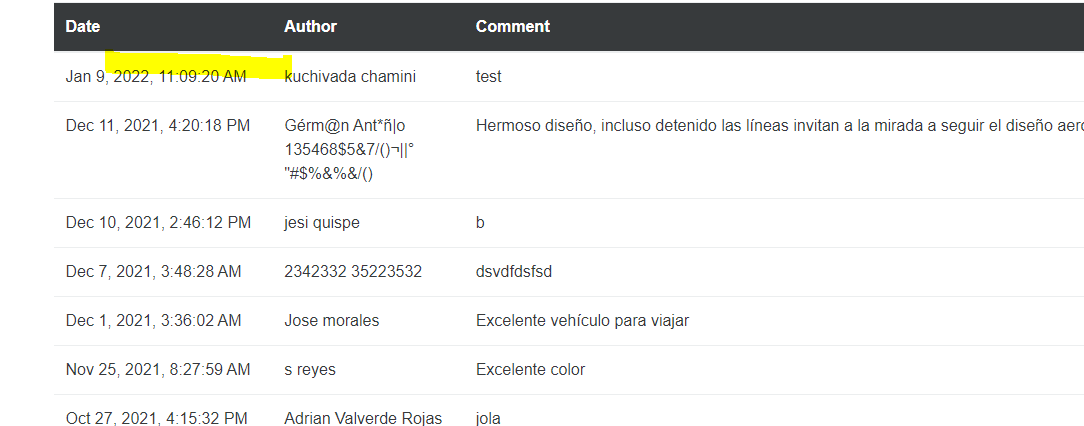 Date Author Comment
Jan 9, 2022, 11:09:20 AM kuchivada chamini test
Dec 11, 2021, 4:20:18 PM Gérm@n Ant*ñ|o Hermoso diseño, incluso detenido las líneas invitan a la mirada a seguir el diseño aero
135468$5&7/()¬||°
"#$%&%&/()
Dec 10, 2021, 2:46:12 PM jesi quispe b
Dec 7, 2021, 3:48:28 AM 2342332 35223532 dsvdfdsfsd
Dec 1, 2021, 3:36:02 AM Jose morales Excelente vehículo para viajar
Nov 25, 2021, 8:27:59 AM s reyes Excelente color
Oct 27, 2021, 4:15:32 PM Adrian Valverde Rojas jola